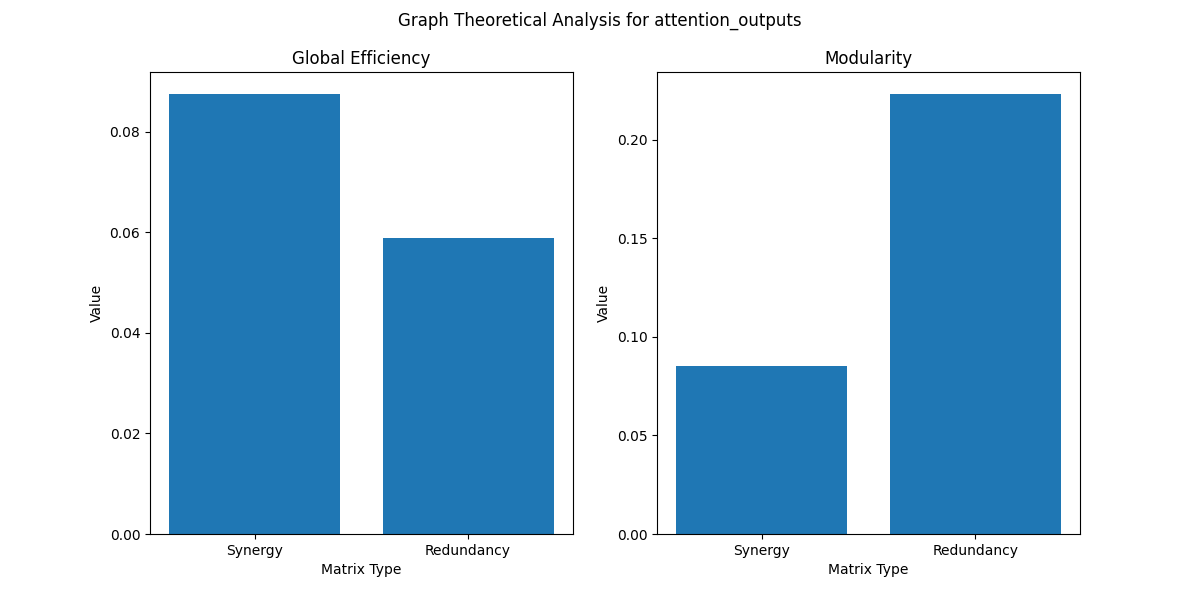 Graph Theoretical Analysis for attention_outputs
Global Efficiency
Value
0.08
0.06
0.04
0.02
0.00
Synergy Redundancy
Matrix Type
Modularity
Value
0.20
0.15
0.10
0.05
0.00
Synergy Redundancy
Matrix Type